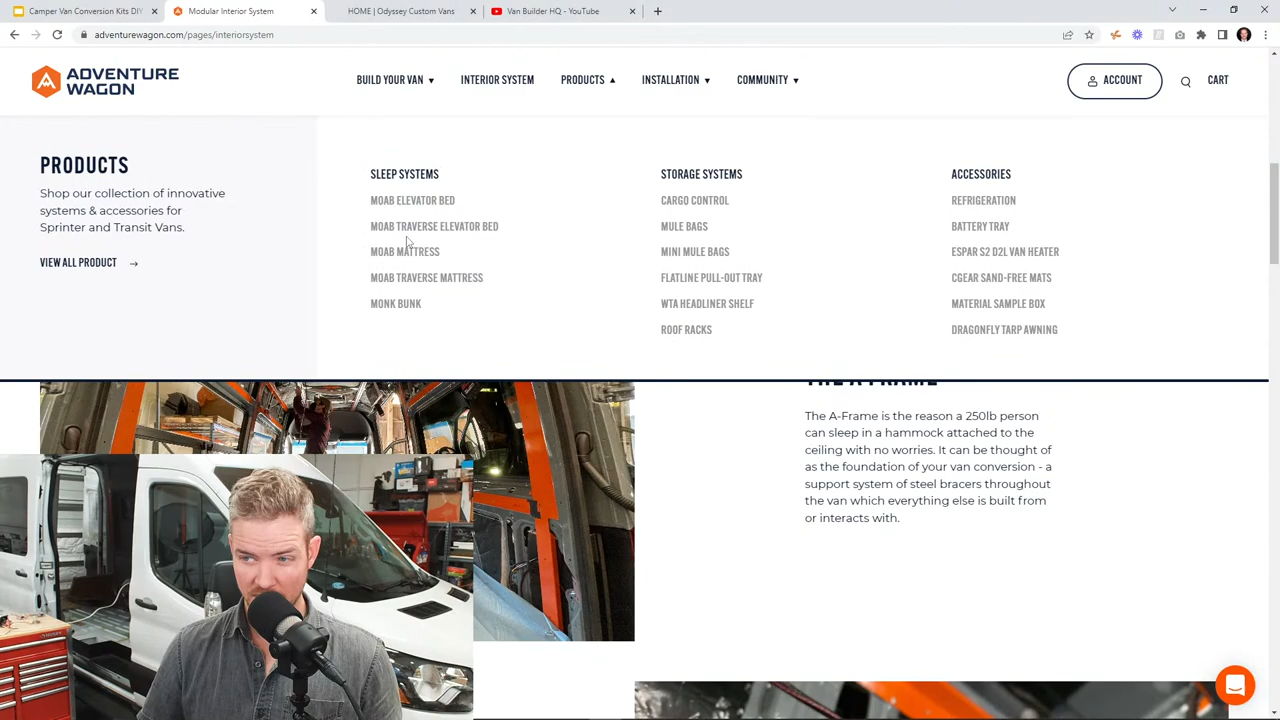 Camper Van Conversion Kits DIY
Modular Interior System
HOME | Odyssey Custom Vans
Van Builder HQ - YouTube
adventurewagon.com/pages/interiorsystem
ADVENTURE
WAGON
BUILD YOUR VAN
INTERIOR SYSTEM
PRODUCTS
INSTALLATION
COMMUNITY
ACCOUNT
CART
PRODUCTS
Shop our collection of innovative
systems & accessories for
Sprinter and Transit Vans.
VIEW ALL PRODUCT →
SLEEP SYSTEMS
MOAB ELEVATOR BED
MOAB TRAVERSE ELEVATOR BED
MOAB MATTRESS
MOAB TRAVERSE MATTRESS
MONK BUNK
STORAGE SYSTEMS
CARGO CONTROL
MULE BAGS
MINI MULE BAGS
FLATLINE PULL-OUT TRAY
WTA HEADLINER SHELF
ROOF RACKS
ACCESSORIES
REFRIGERATION
BATTERY TRAY
ESPAR S2 D2L VAN HEATER
CGEAR SAND-FREE MATS
MATERIAL SAMPLE BOX
DRAGONFLY TARP AWNING
THE A-FRAME
The A-Frame is the reason a 250lb person
can sleep in a hammock attached to the
ceiling with no worries. It can be thought of
as the foundation of your van conversion - a
support system of steel bracers throughout
the van which everything else is built from
or interacts with.